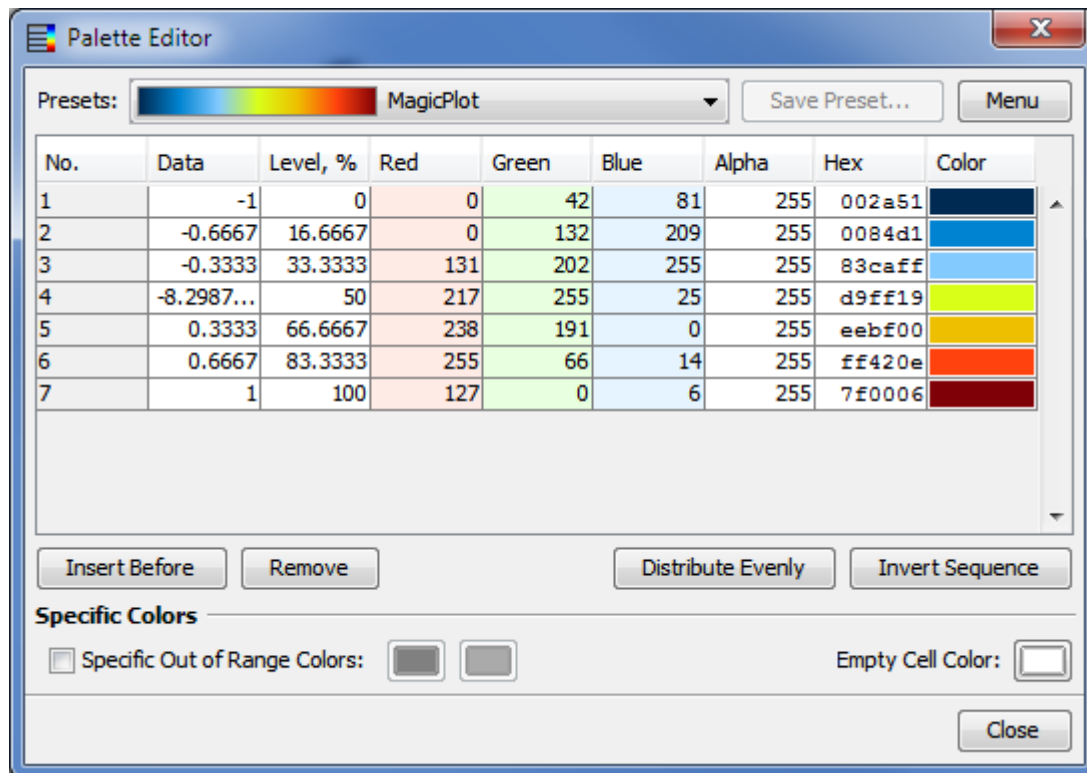 Palette Editor
Presets: MagicPlot Save Preset... Menu
No. Data Level, % Red Green Blue Alpha Hex Color
1 -1 0 0 42 81 255 002a51
2 -0.6667 16.6667 0 132 209 255 0084d1
3 -0.3333 33.3333 131 202 255 255 83caff
4 -8.2987... 50 217 255 25 255 d9ff19
5 0.3333 66.6667 238 191 0 255 eebf00
6 0.6667 83.3333 255 66 14 255 ff420e
7 1 100 127 0 6 255 7f0006
Insert Before Remove Distribute Evenly Invert Sequence
Specific Colors
Specific Out of Range Colors: Empty Cell Color:
Close